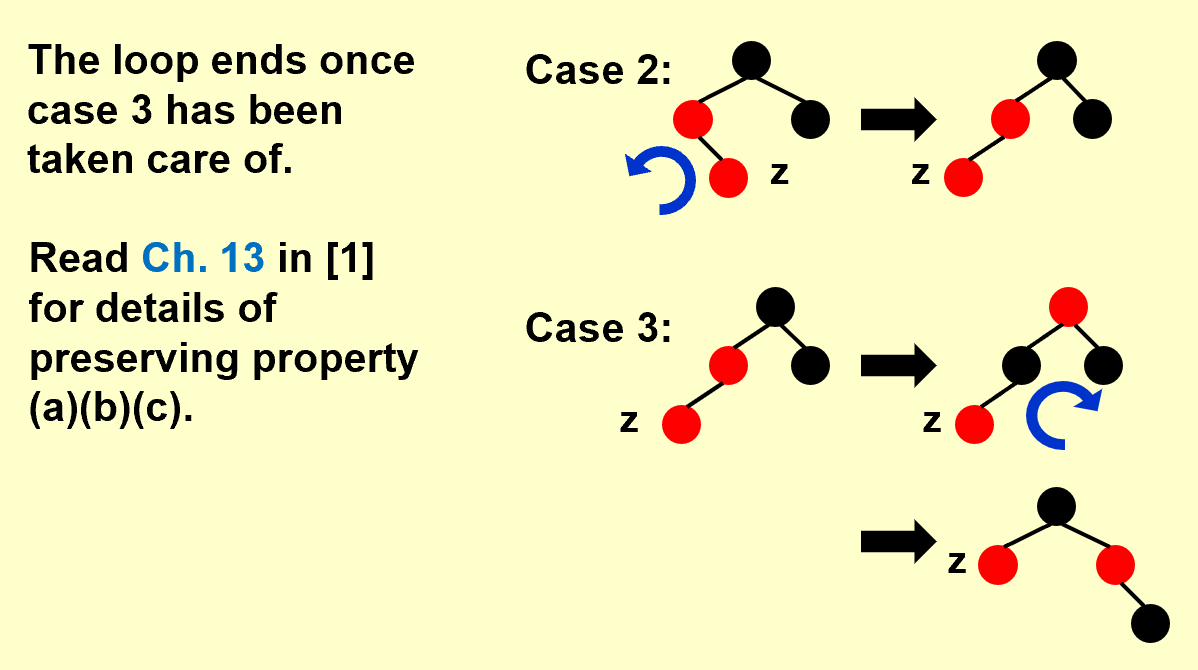 The loop ends once
case 3 has been
taken care of.
Read Ch. 13 in [1]
for details of
preserving property
(a)(b)(c).
Case 2:
z
z
Case 3:
z
z
z